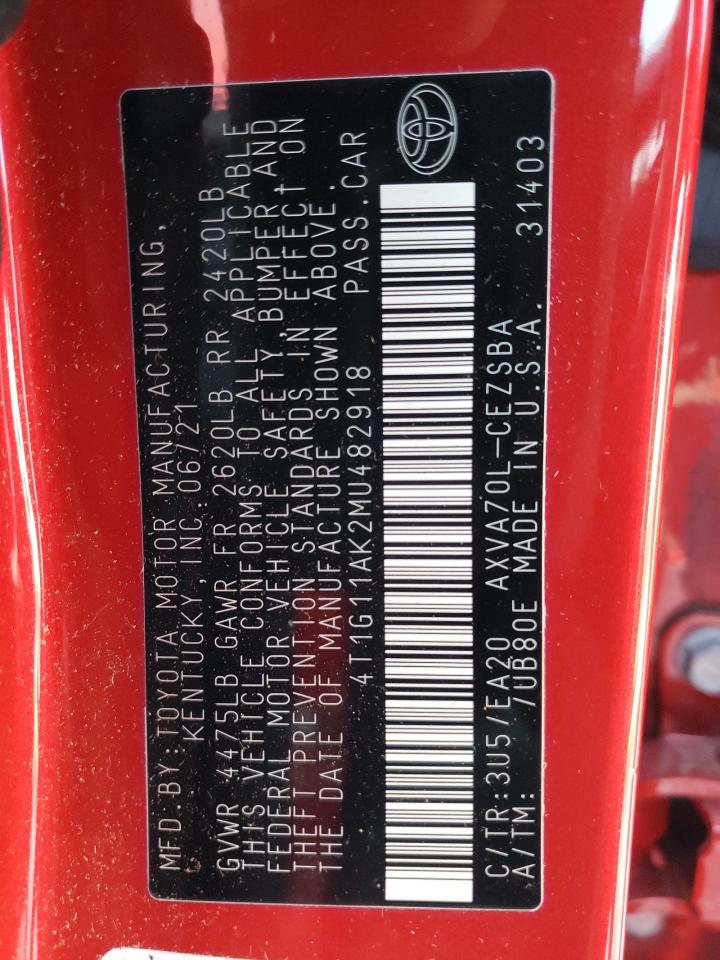 MFD.BY:TOYOTA MOTOR MANUFACTURING,
KENTUCKY,INC.06/21
GVWR 4475LB GAWR FR 2620LB RR 2420LB
THIS VEHICLE CONFORMS TO ALL APPLICABLE
FEDERAL MOTOR VEHICLE SAFETY, BUMPER, AND
THEFT PREVENTION STANDARDS IN EFFECT ON
THE DATE OF MANUFACTURE SHOWN ABOVE.
4T1G11AK2MU482918 PASS.CAR
C/TR:3U5/EA20 AXVA70L-CEZSBA
A/TM: /UB80E MADE IN U.S.A. 31403